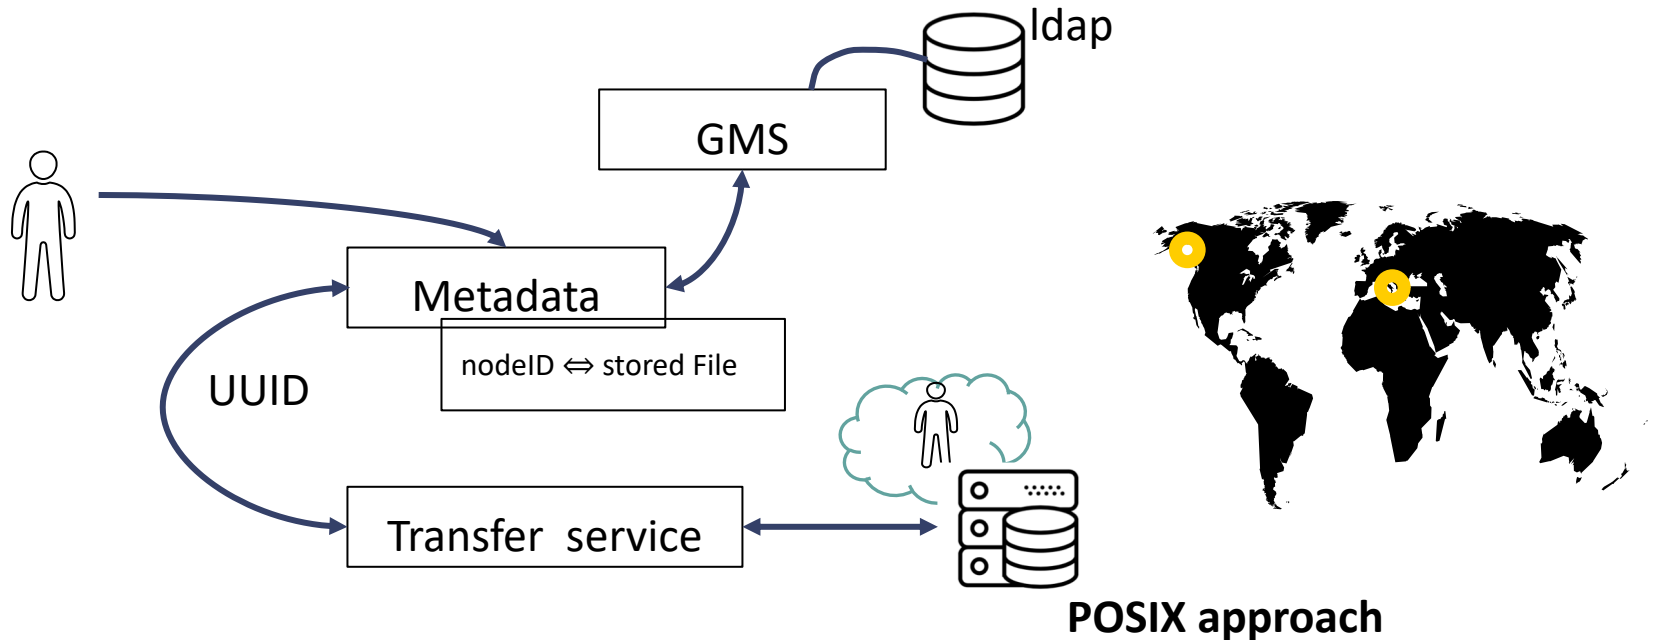 ldap
GMS
Metadata
nodeID ⇔ stored File
UUID
Transfer service
POSIX approach